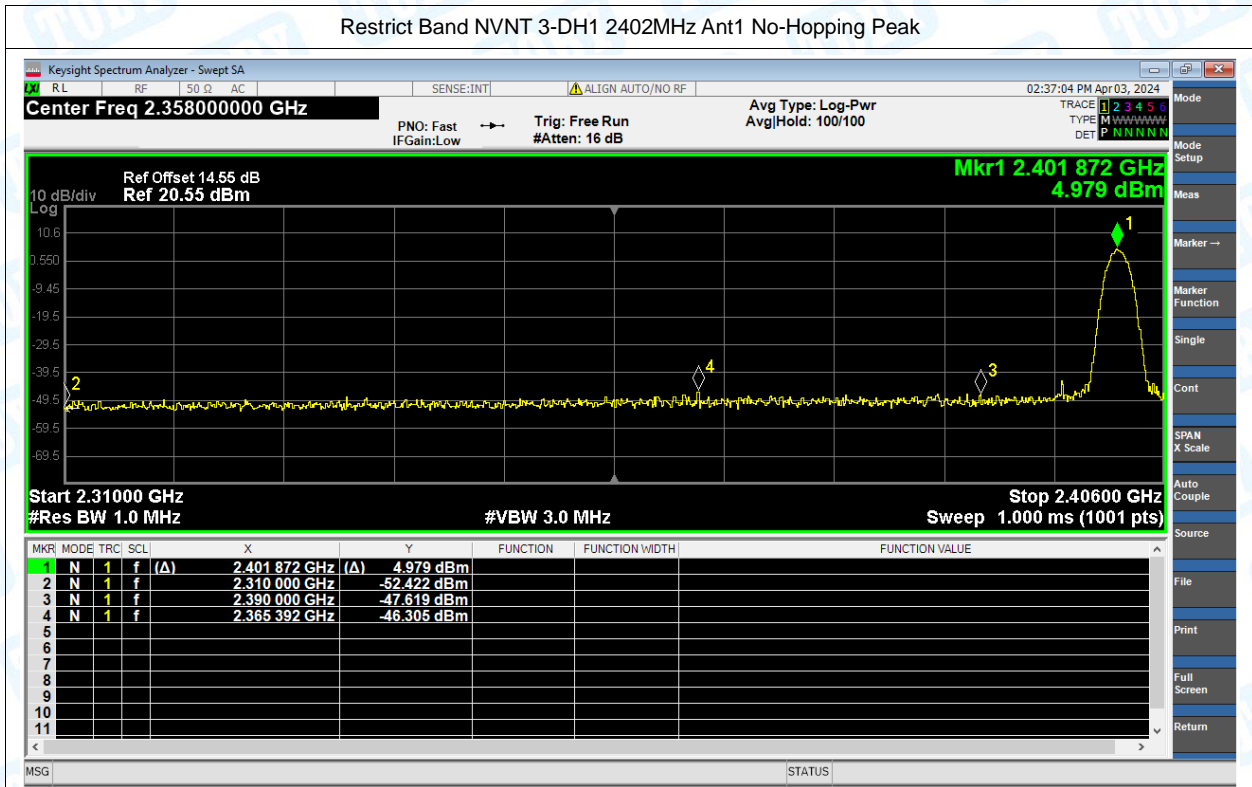 Restrict Band NVNT 3-DH1 2402MHz Ant1 No-Hopping Peak
Keysight Spectrum Analyzer - Swept SA
LXI RL RF 50 Ω AC SENSE:INT ALIGN AUTO/NO RF 02:37:04 PM Apr 03, 2024
Center Freq 2.358000000 GHz
PNO: Fast
IFGain:Low
Trig: Free Run
#Atten: 16 dB
Avg Type: Log-Pwr
Avg|Hold: 100/100
TRACE 1 2 3 4 5 6
TYPE M WWWWW
DET P N N N N N
Mkr1 2.401 872 GHz
4.979 dBm
Ref Offset 14.55 dB
10 dB/div Ref 20.55 dBm
Log
10.6
0.550
-9.45
-19.5
-29.5
-39.5
-49.5
-59.5
-69.5
1
2
4
3
Start 2.31000 GHz Stop 2.40600 GHz
#Res BW 1.0 MHz #VBW 3.0 MHz Sweep 1.000 ms (1001 pts)
MKR MODE TRC SCL X Y FUNCTION FUNCTION WIDTH FUNCTION VALUE
1 N 1 f (Δ) 2.401 872 GHz (Δ) 4.979 dBm
2 N 1 f 2.310 000 GHz -52.422 dBm
3 N 1 f 2.390 000 GHz -47.619 dBm
4 N 1 f 2.365 392 GHz -46.305 dBm
5
6
7
8
9
10
11
MSG STATUS
Mode
Mode
Setup
Meas
Marker →
Marker
Function
Single
Cont
SPAN
X Scale
Auto
Couple
Source
File
Print
Full
Screen
Return
TOBY